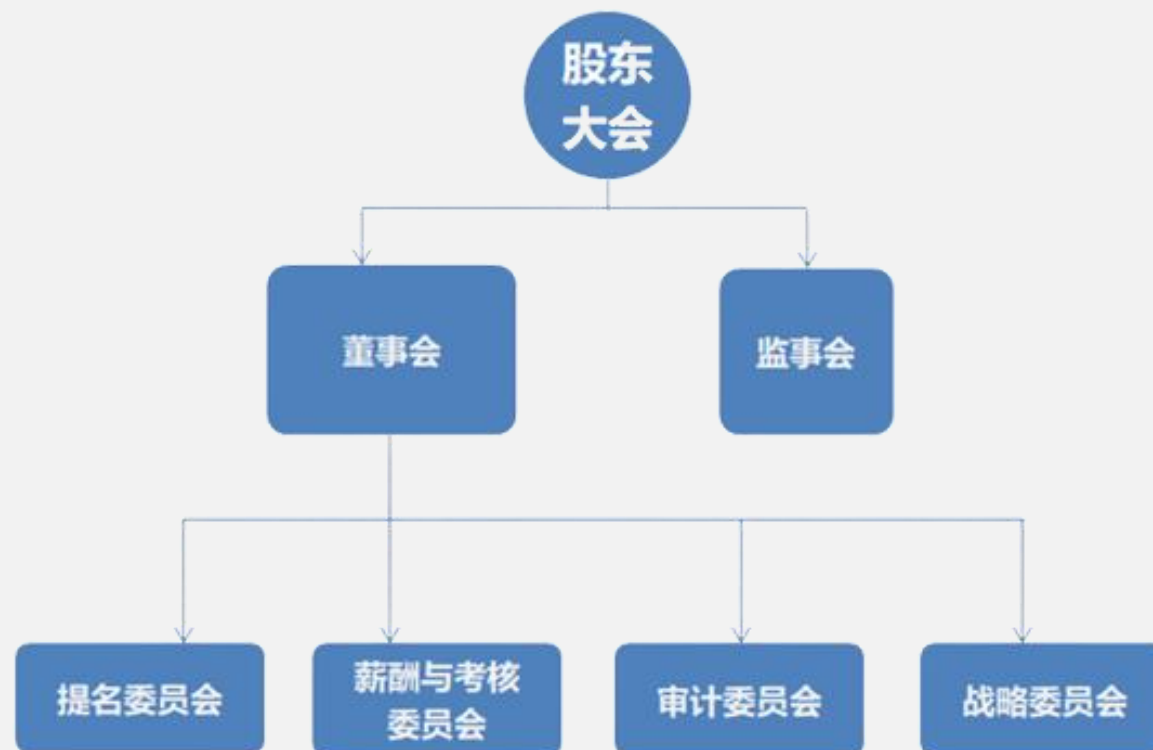 股东
大会
董事会
监事会
提名委员会
薪酬与考核
委员会
审计委员会
战略委员会